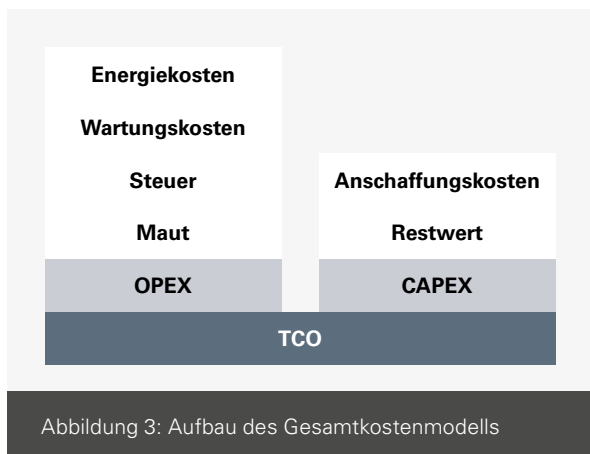 Energiekosten
Wartungskosten
Steuer
Maut
OPEX
Anschaffungskosten
Restwert
CAPEX
TCO
Abbildung 3: Aufbau des Gesamtkostenmodells